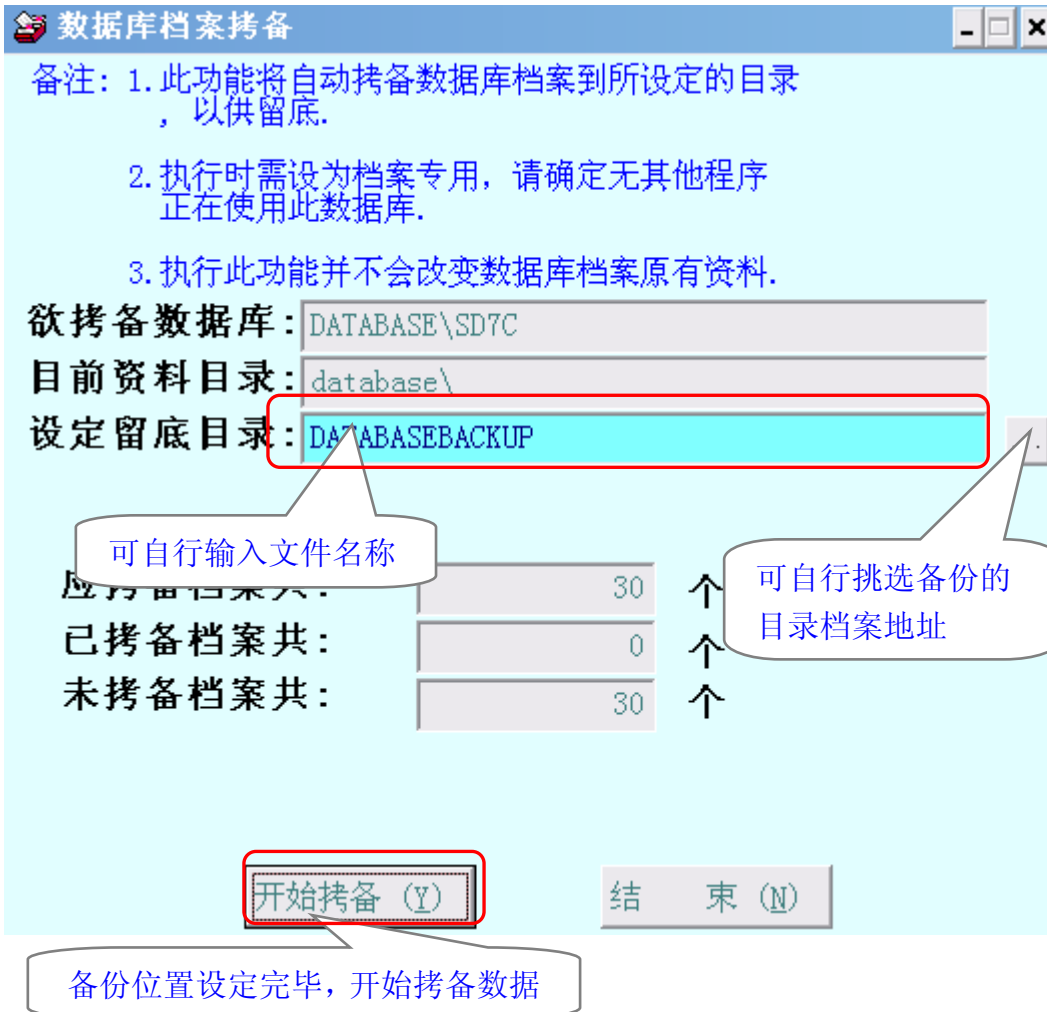 数据库档案拷备
备注: 1.此功能将自动拷备数据库档案到所设定的目录
, 以供留底.
2.执行时需设为档案专用, 请确定无其他程序
正在使用此数据库.
3.执行此功能并不会改变数据库档案原有资料.
欲拷备数据库: DATABASE\SD7C
目前资料目录: database\
设定留底目录: DATABASEBACKUP
可自行输入文件名称
可自行挑选备份的
目录档案地址
应拷备档案共: 30 个
已拷备档案共: 0 个
未拷备档案共: 30 个
开始拷备 (Y) 结 束 (N)
备份位置设定完毕,开始拷备数据